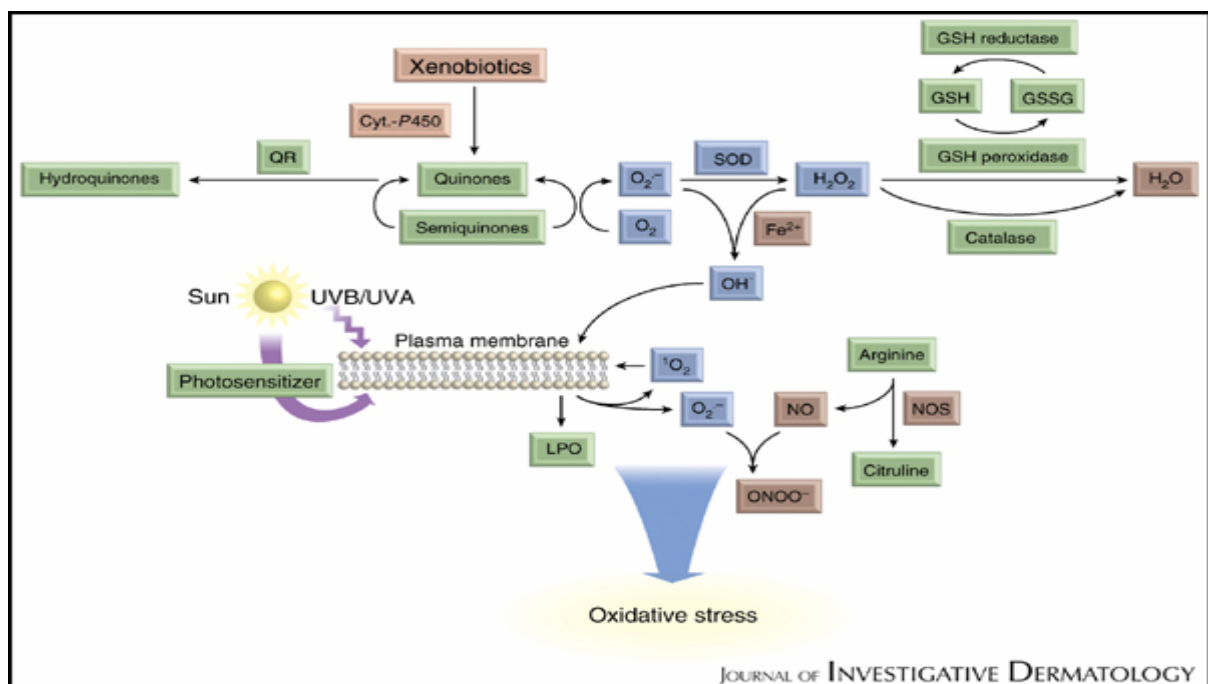 GSH reductase
Xenobiotics
GSH
GSSG
Cyt.-P450
QR
SOD
GSH peroxidase
Hydroquinones
Quinones
O₂·⁻
H₂O₂
H₂O
Semiquinones
O₂
Fe²⁺
Catalase
OH·
Sun
UVB/UVA
Plasma membrane
Photosensitizer
¹O₂
Arginine
O₂·⁻
NO
NOS
LPO
Citruline
ONOO⁻
Oxidative stress
JOURNAL OF INVESTIGATIVE DERMATOLOGY